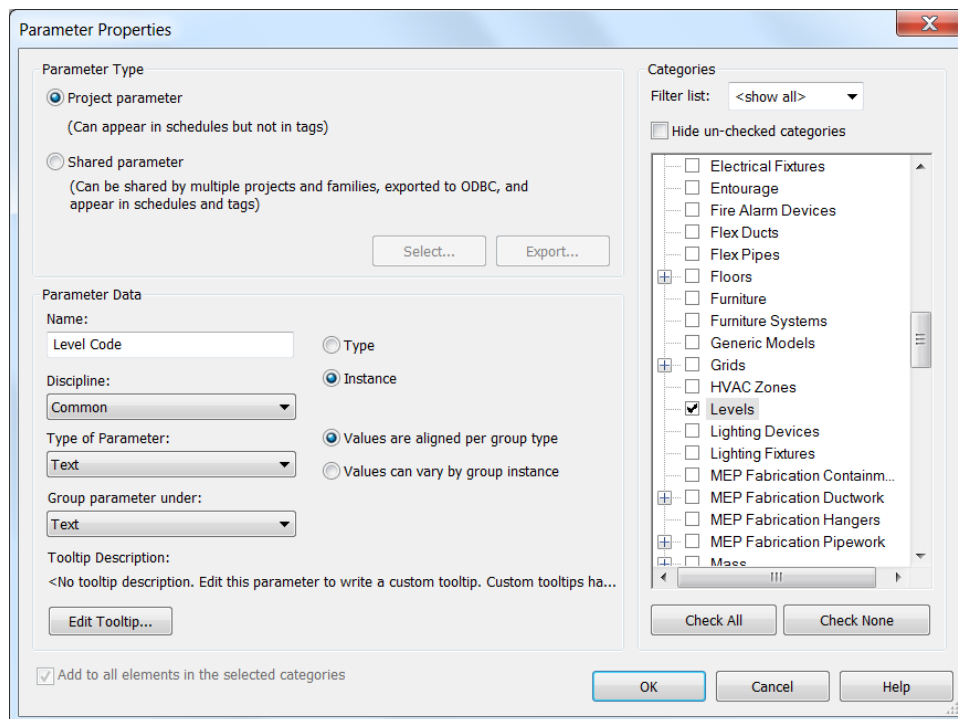 Parameter Properties
Parameter Type
Project parameter
(Can appear in schedules but not in tags)
Shared parameter
(Can be shared by multiple projects and families, exported to ODBC, and
appear in schedules and tags)
Select...
Export...
Parameter Data
Name:
Level Code
Type
Discipline:
Instance
Common
Type of Parameter:
Values are aligned per group type
Text
Values can vary by group instance
Group parameter under:
Text
Tooltip Description:
<No tooltip description. Edit this parameter to write a custom tooltip. Custom tooltips ha...
Edit Tooltip...
Add to all elements in the selected categories
Categories
Filter list:
<show all>
Hide un-checked categories
Electrical Fixtures
Entourage
Fire Alarm Devices
Flex Ducts
Flex Pipes
Floors
Furniture
Furniture Systems
Generic Models
Grids
HVAC Zones
Levels
Lighting Devices
Lighting Fixtures
MEP Fabrication Containm...
MEP Fabrication Ductwork
MEP Fabrication Hangers
MEP Fabrication Pipework
Mass
Check All
Check None
OK
Cancel
Help